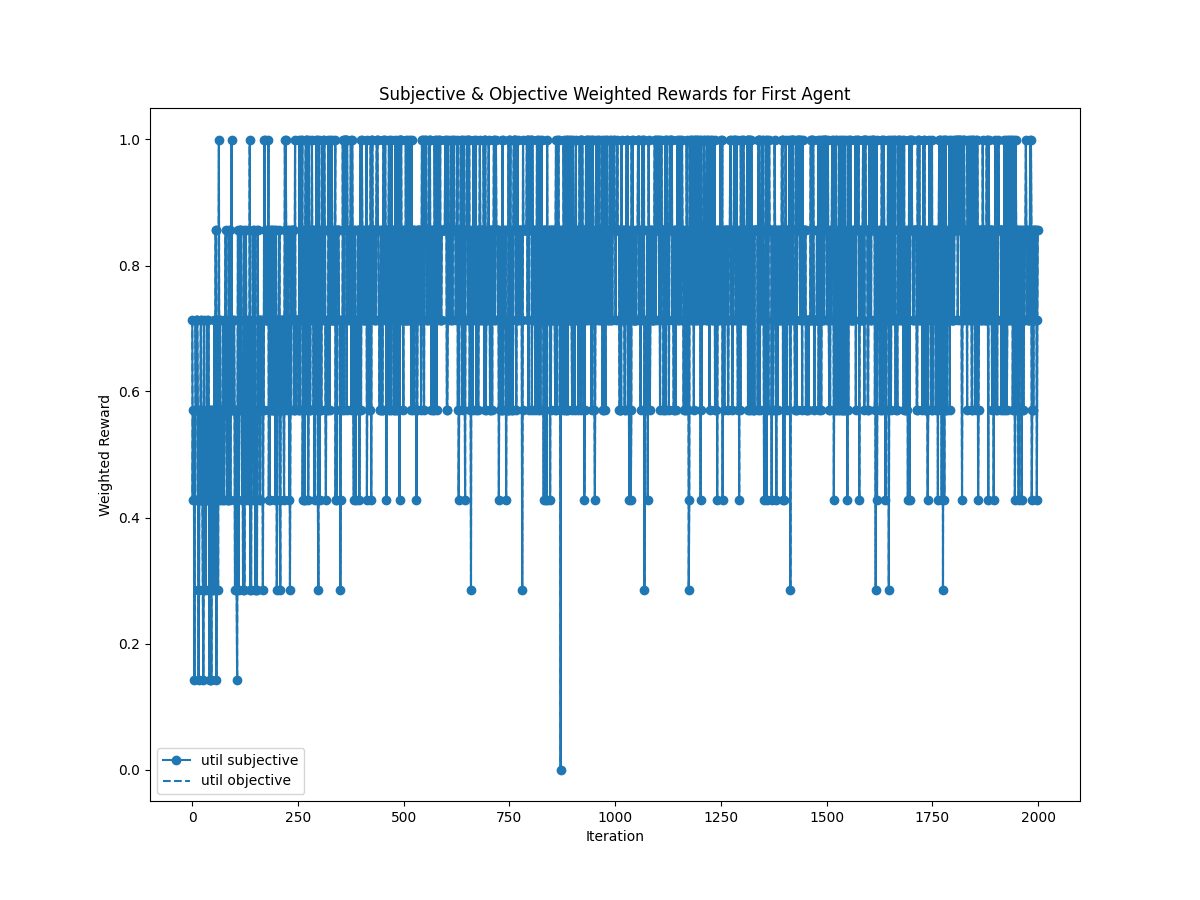 Subjective & Objective Weighted Rewards for First Agent
1.0
0.8
0.6
0.4
0.2
0.0
Weighted Reward
util subjective
util objective
0 250 500 750 1000 1250 1500 1750 2000
Iteration